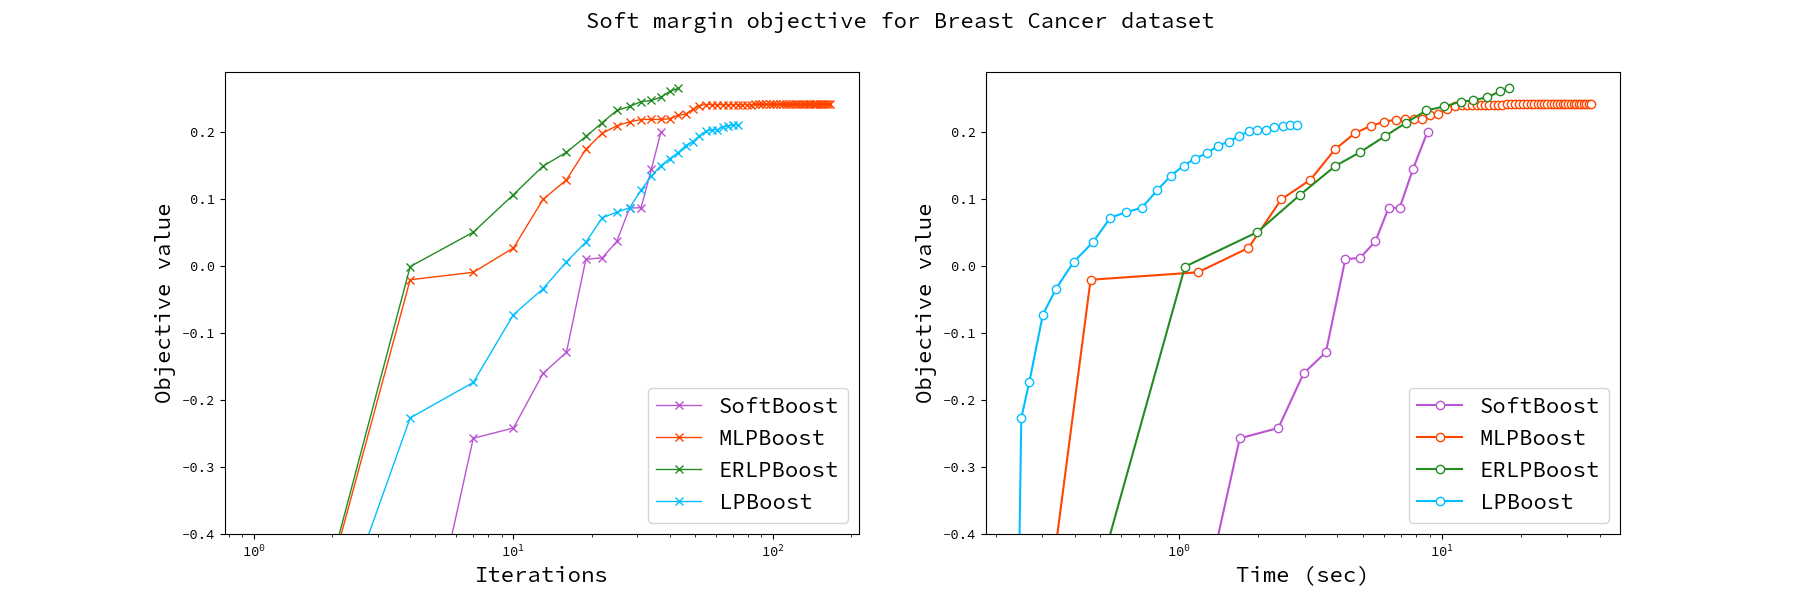 Soft margin objective for Breast Cancer dataset
Objective value
0.2
0.1
0.0
−0.1
−0.2
−0.3
−0.4
10⁰
10¹
10²
Iterations
SoftBoost
MLPBoost
ERLPBoost
LPBoost
Objective value
0.2
0.1
0.0
−0.1
−0.2
−0.3
−0.4
10⁰
10¹
Time (sec)
SoftBoost
MLPBoost
ERLPBoost
LPBoost